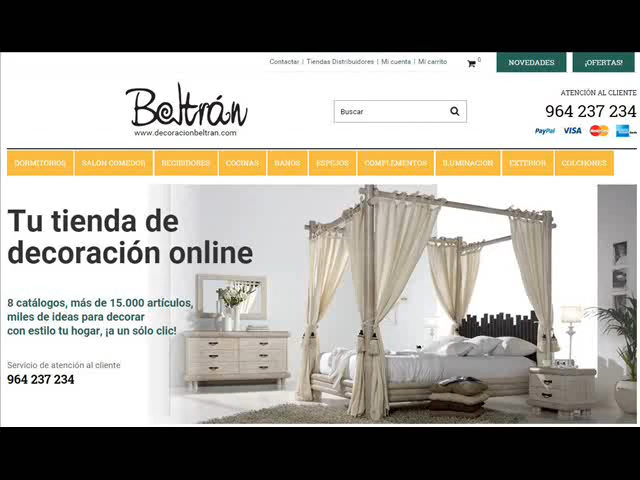 Contactar | Tiendas Distribuidores | Mi cuenta | Mi carrito 0
NOVEDADES
¡OFERTAS!
Beltrán
www.decoracionbeltran.com
Buscar
ATENCIÓN AL CLIENTE
964 237 234
PayPal VISA
DORMITORIOS SALON COMEDOR RECIBIDORES COCINAS BAÑOS ESPEJOS COMPLEMENTOS ILUMINACION EXTERIOR COLCHONES
Tu tienda de
decoración online
8 catálogos, más de 15.000 artículos,
miles de ideas para decorar
con estilo tu hogar, ¡a un sólo clic!
Servicio de atención al cliente
964 237 234